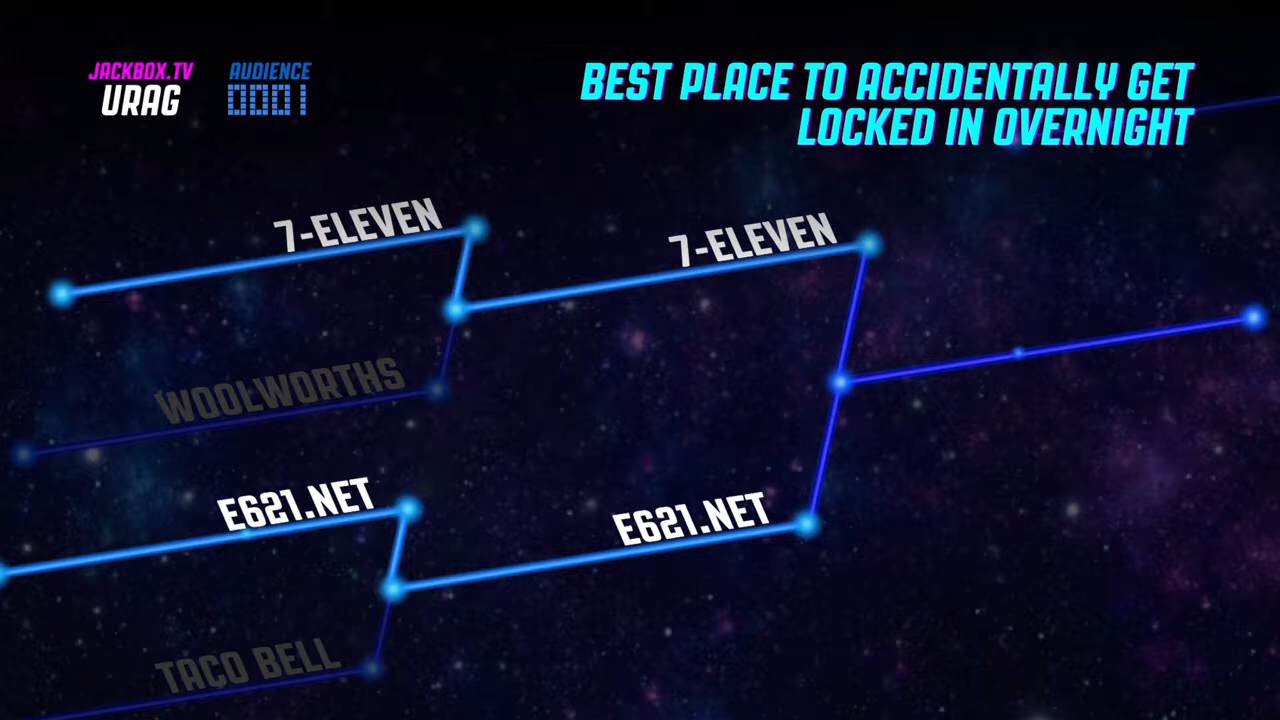 JACKBOX.TV
URAG
AUDIENCE
0001
BEST PLACE TO ACCIDENTALLY GET
LOCKED IN OVERNIGHT
7-ELEVEN
7-ELEVEN
WOOLWORTHS
E621.NET
E621.NET
TACO BELL